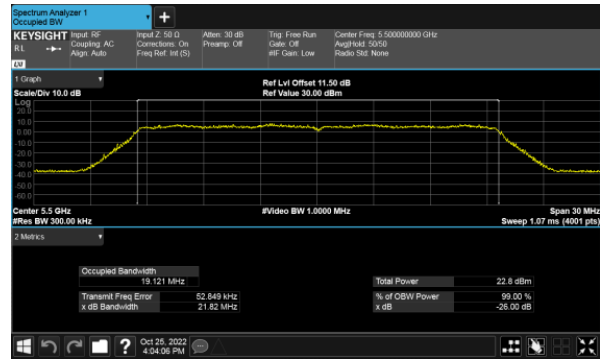 Spectrum Analyzer 1
Occupied BW
KEYSIGHT
R L
Input: RF
Coupling: AC
Align: Auto
Input Z: 50 Ω
Corrections: On
Freq Ref: Int (S)
Atten: 30 dB
Preamp: Off
Trig: Free Run
Gate: Off
#IF Gain: Low
Center Freq: 5.500000000 GHz
Avg|Hold: 50/50
Radio Std: None
LXI
1 Graph
Scale/Div 10.0 dB
Ref Lvl Offset 11.50 dB
Ref Value 30.00 dBm
Log
20.0
10.0
0.00
-10.0
-20.0
-30.0
-40.0
-50.0
-60.0
Center 5.5 GHz
#Res BW 300.00 kHz
#Video BW 1.0000 MHz
Span 30 MHz
Sweep 1.07 ms (4001 pts)
2 Metrics
Occupied Bandwidth
19.121 MHz
Transmit Freq Error 52.849 kHz
x dB Bandwidth 21.82 MHz
Total Power 22.8 dBm
% of OBW Power 99.00 %
x dB -26.00 dB
?
Oct 25, 2022
4:04:06 PM